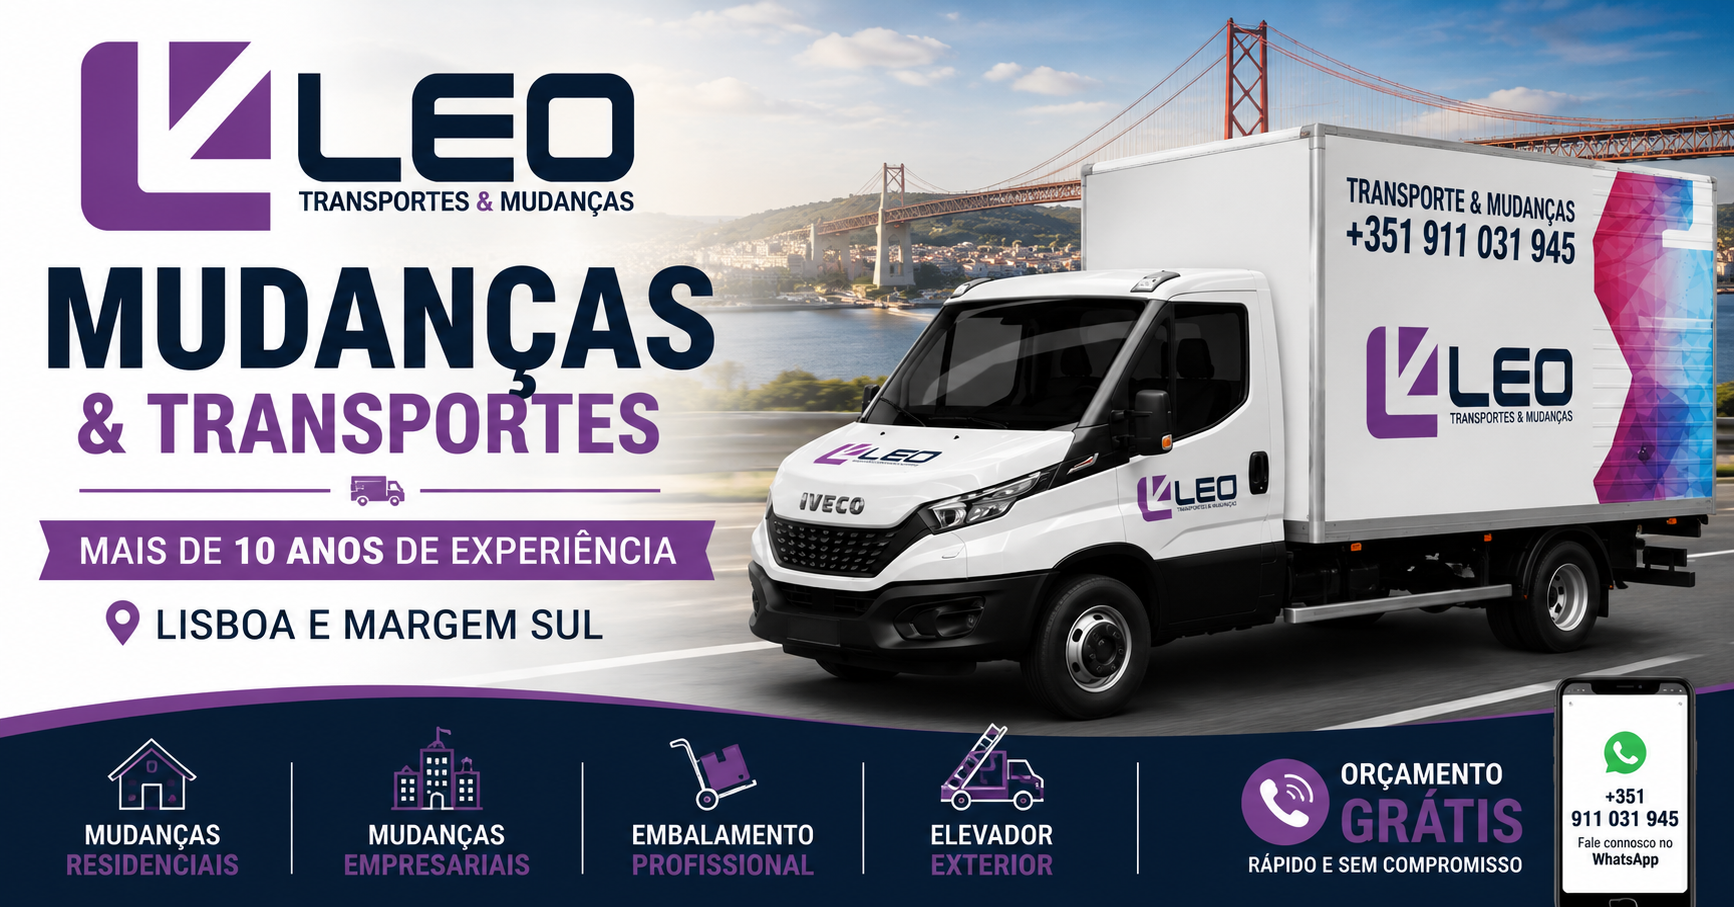 LEO
TRANSPORTES & MUDANÇAS
MUDANÇAS
& TRANSPORTES
MAIS DE 10 ANOS DE EXPERIÊNCIA
LISBOA E MARGEM SUL
TRANSPORTE & MUDANÇAS
+351 911 031 945
LEO
TRANSPORTES & MUDANÇAS
LEO
IVECO
LEO
TRANSPORTES & MUDANÇAS
MUDANÇAS
RESIDENCIAIS
MUDANÇAS
EMPRESARIAIS
EMBALAMENTO
PROFISSIONAL
ELEVADOR
EXTERIOR
ORÇAMENTO
GRÁTIS
RÁPIDO E SEM COMPROMISSO
+351
911 031 945
Fale connosco no
WhatsApp